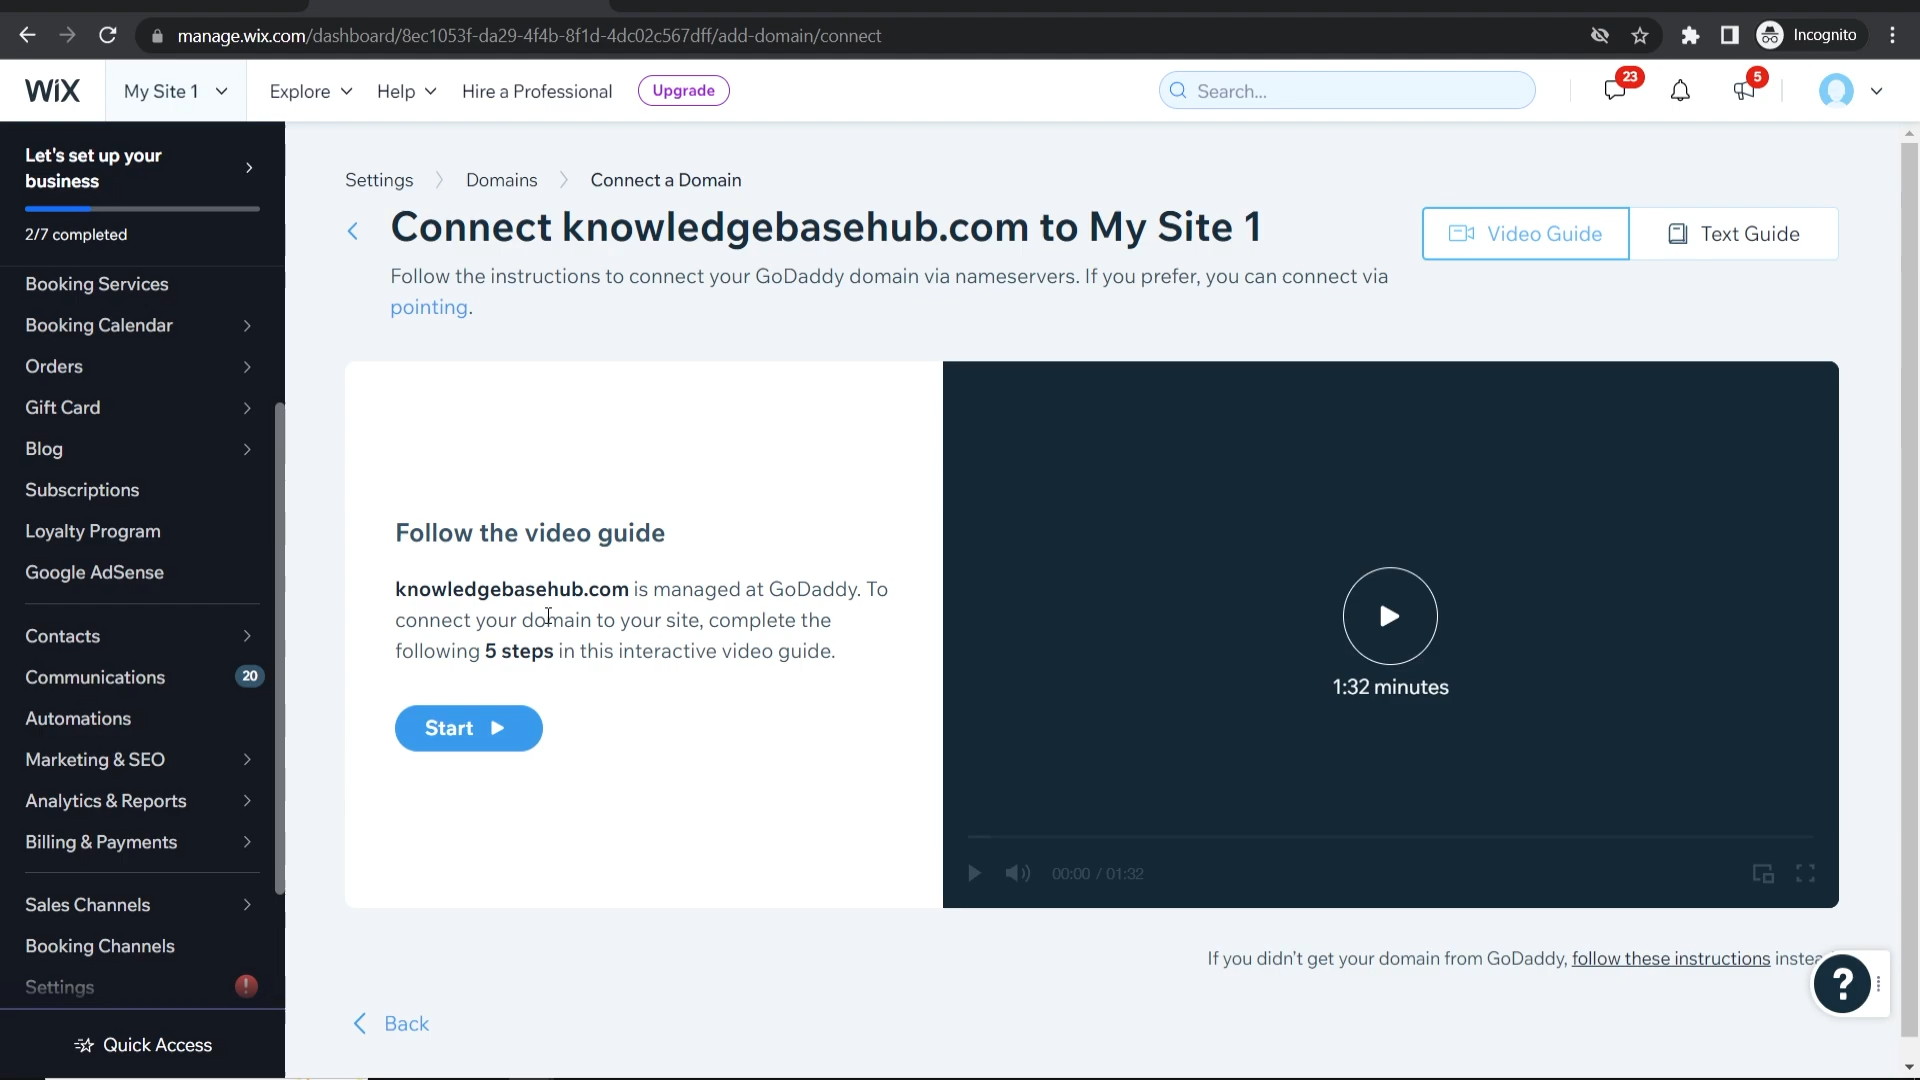 manage.wix.com/dashboard/8ec1053f-da29-4f4b-8f1d-4dc02c567dff/add-domain/connect
Incognito
WIX
My Site 1
Explore
Help
Hire a Professional
Upgrade
Search...
23
5
Let's set up your
business
2/7 completed
Booking Services
Booking Calendar
Orders
Gift Card
Blog
Subscriptions
Loyalty Program
Google AdSense
Contacts
Communications
20
Automations
Marketing & SEO
Analytics & Reports
Billing & Payments
Sales Channels
Booking Channels
Settings
!
Quick Access
Settings
Domains
Connect a Domain
Connect knowledgebasehub.com to My Site 1
Follow the instructions to connect your GoDaddy domain via nameservers. If you prefer, you can connect via
pointing.
Video Guide
Text Guide
Follow the video guide
knowledgebasehub.com is managed at GoDaddy. To
connect your domain to your site, complete the
following 5 steps in this interactive video guide.
Start
1:32 minutes
00:00 / 01:32
If you didn't get your domain from GoDaddy, follow these instructions
?
Back